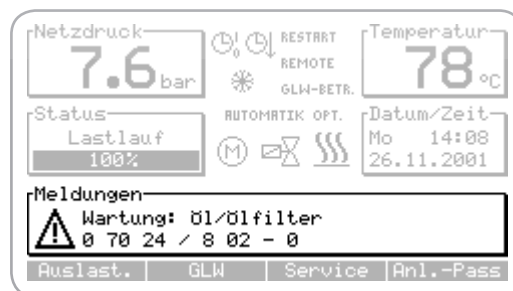 Netzdruck
7.6 bar
RESTART
REMOTE
GLW-BETR.
Temperatur
78 °C
Status
Lastlauf
100%
AUTOMATIK OPT.
M
Datum/Zeit
Mo 14:08
26.11.2001
Meldungen
Wartung: Öl/Ölfilter
0 70 24 / 8 02 - 0
Auslast. GLW Service Anl.-Pass